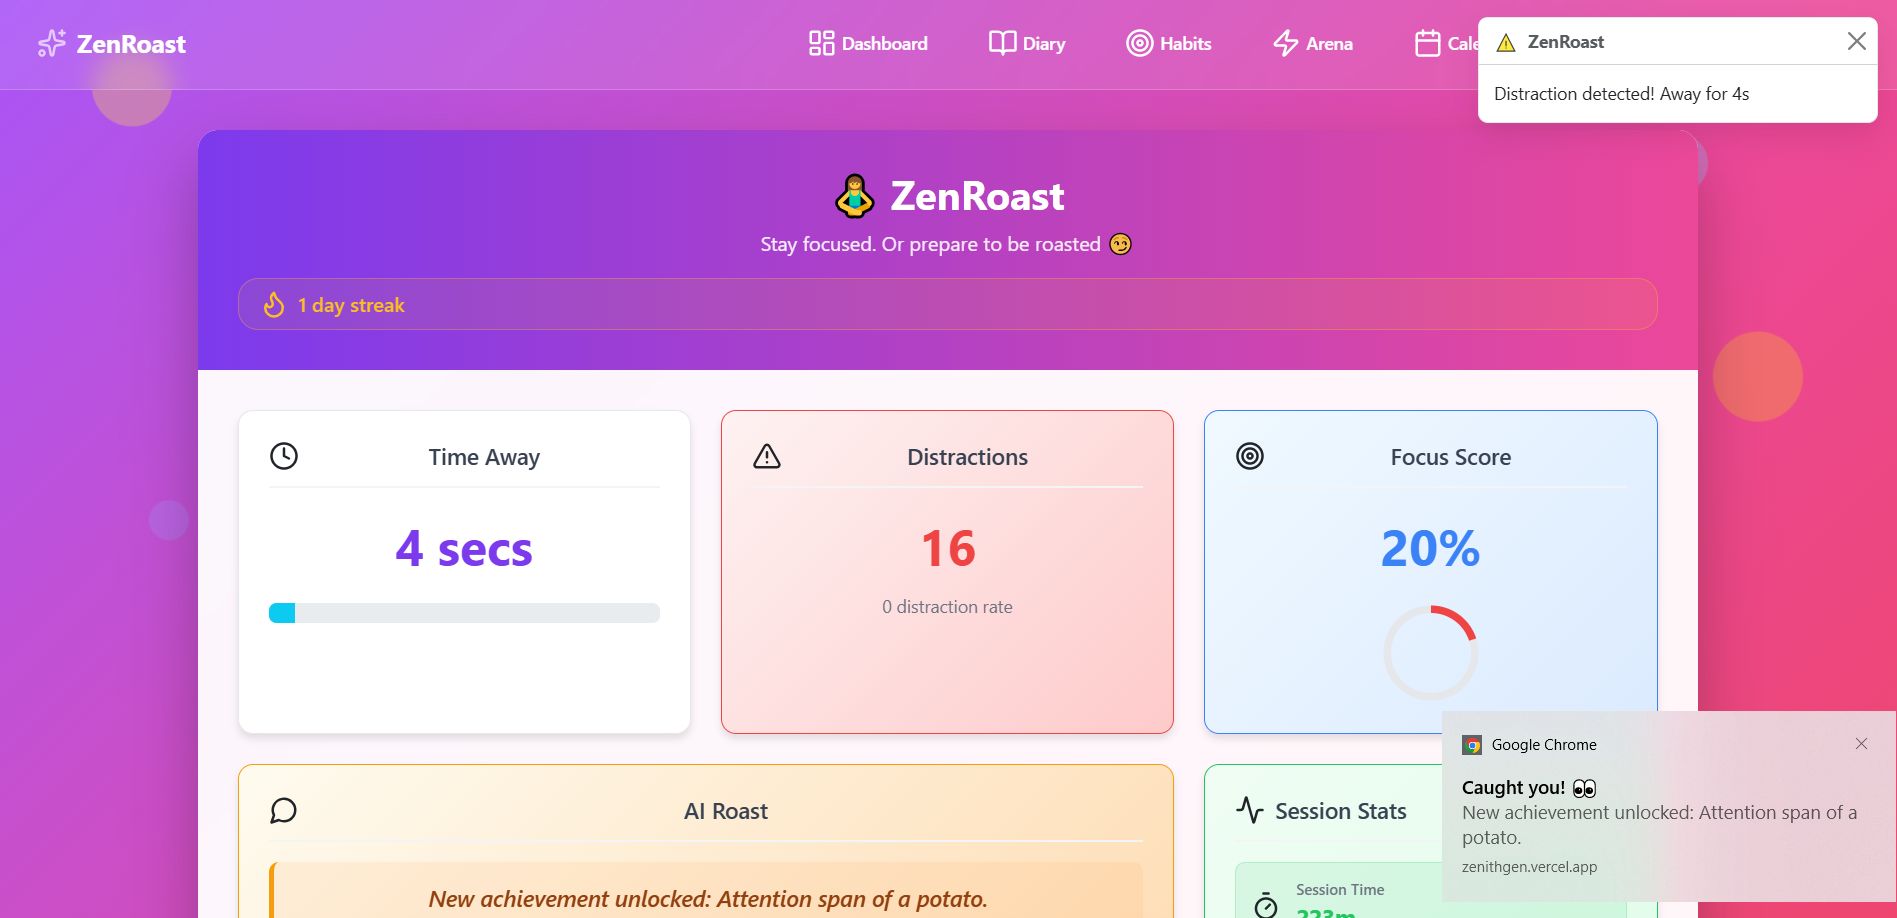 ZenRoast
Dashboard
Diary
Habits
Arena
ZenRoast
Distraction detected! Away for 4s
ZenRoast
Stay focused. Or prepare to be roasted
1 day streak
Time Away
4 secs
Distractions
16
0 distraction rate
Focus Score
20%
AI Roast
New achievement unlocked: Attention span of a potato.
Session Stats
Session Time
223m
Google Chrome
Caught you!
New achievement unlocked: Attention span of a
potato.
zenithgen.vercel.app